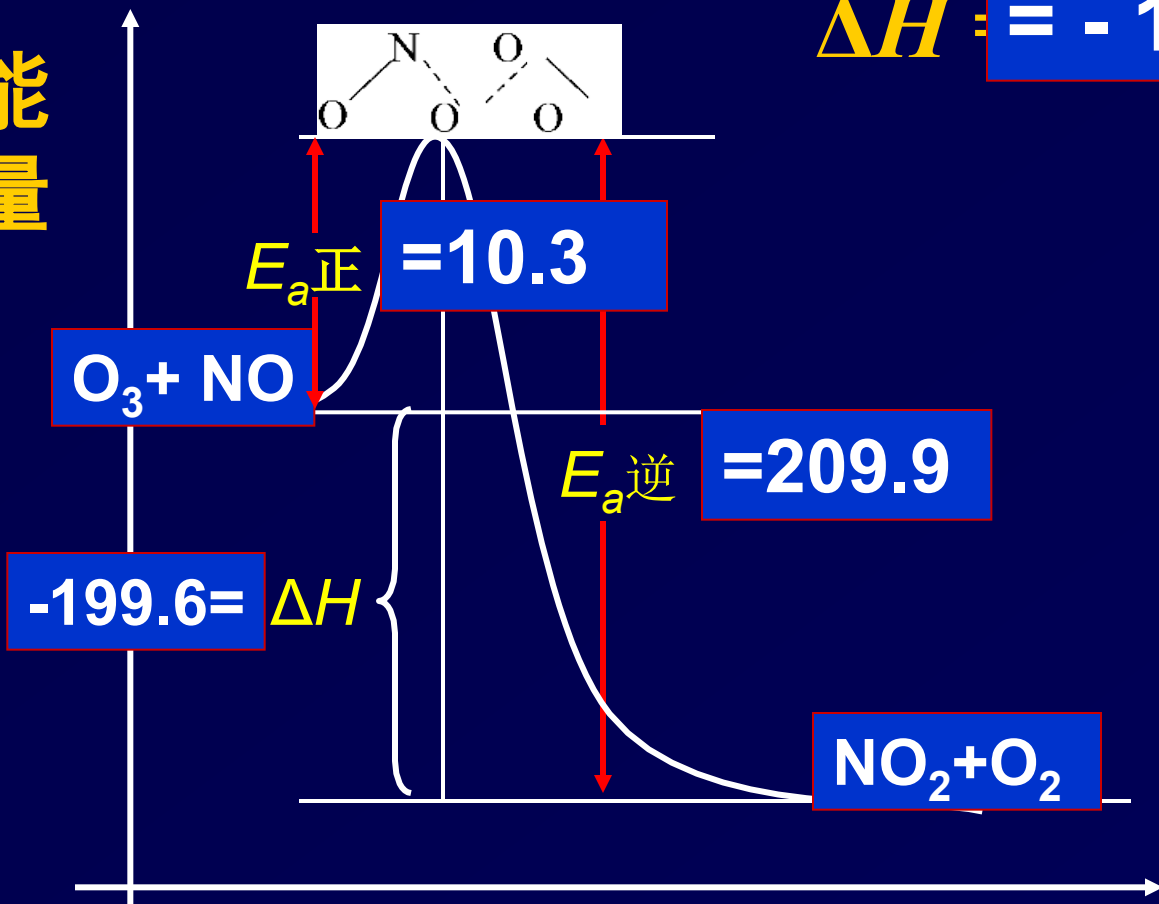 能
量
ΔH = = - 1
N O
O O O
Ea正 =10.3
O3+ NO
Ea逆 =209.9
-199.6= ΔH
NO2+O2